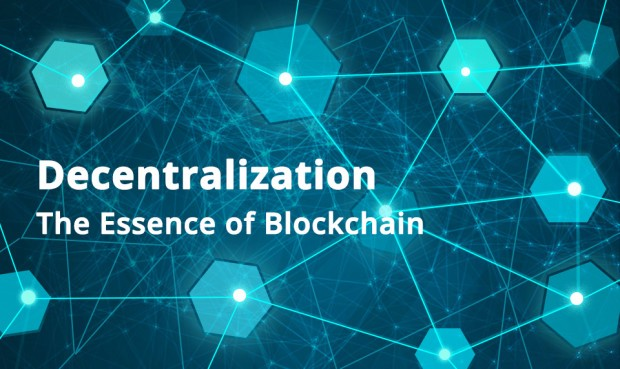 Decentralization
The Essence of Blockchain